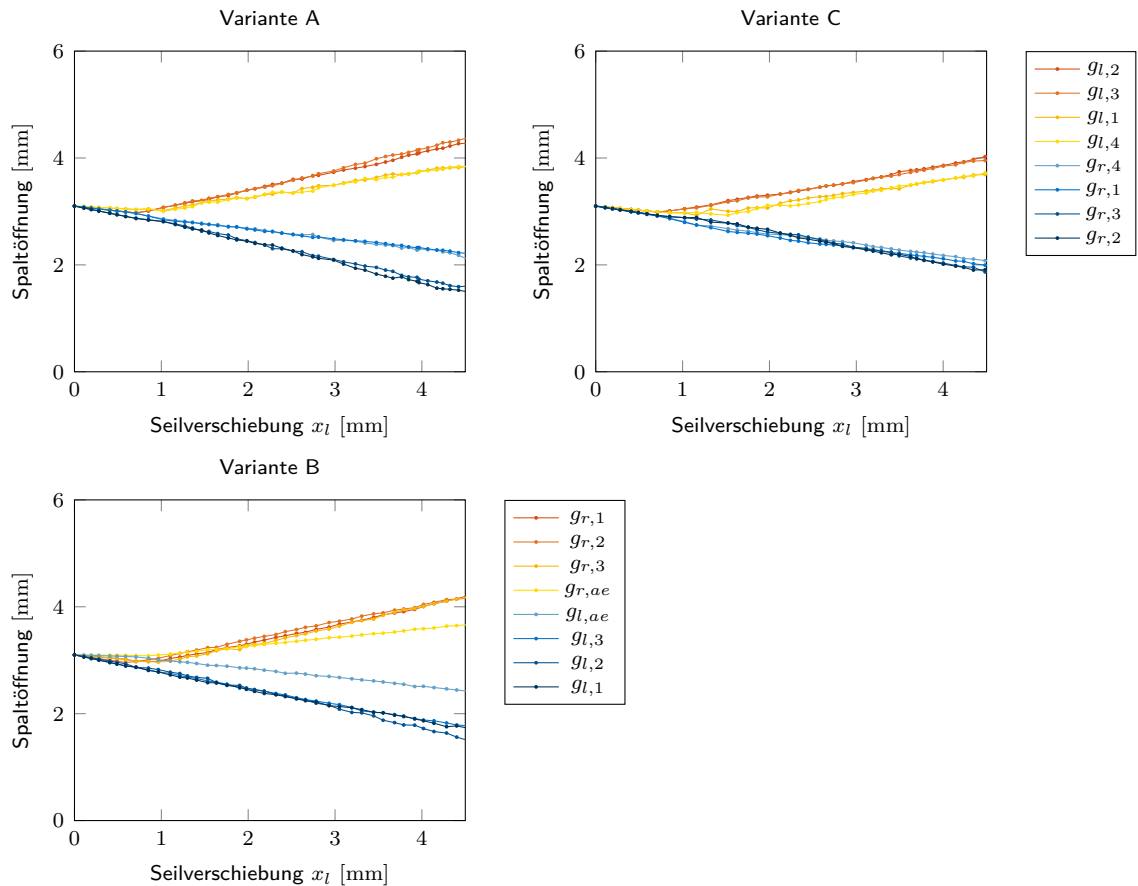 Variante A
6
4
2
0
0 1 2 3 4
Spaltöffnung [mm]
Seilverschiebung x_l [mm]
Variante C
6
4
2
0
0 1 2 3 4
Spaltöffnung [mm]
Seilverschiebung x_l [mm]
g_{l,2}
g_{l,3}
g_{l,1}
g_{l,4}
g_{r,4}
g_{r,1}
g_{r,3}
g_{r,2}
Variante B
6
4
2
0
0 1 2 3 4
Spaltöffnung [mm]
Seilverschiebung x_l [mm]
g_{r,1}
g_{r,2}
g_{r,3}
g_{r,ae}
g_{l,ae}
g_{l,3}
g_{l,2}
g_{l,1}